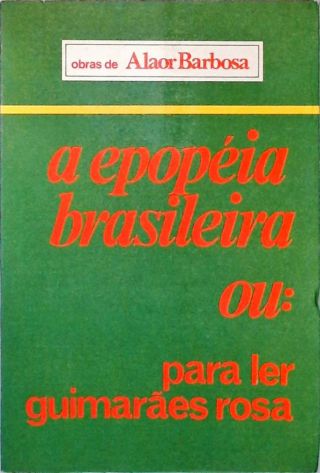 obras de Alaor Barbosa
a epopéia
brasileira
ou:
para ler
guimarães rosa